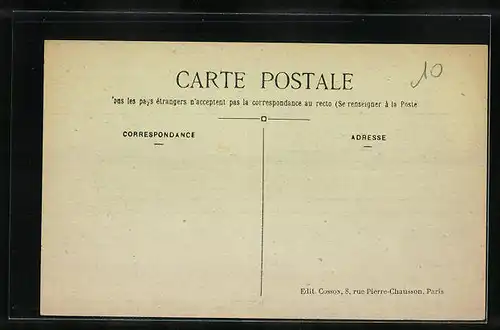 10
CARTE POSTALE
Tous les pays étrangers n'acceptent pas la correspondance au recto (Se renseigner à la Poste
CORRESPONDANCE
ADRESSE
Edit. Cosson, 8, rue Pierre-Chausson, Paris